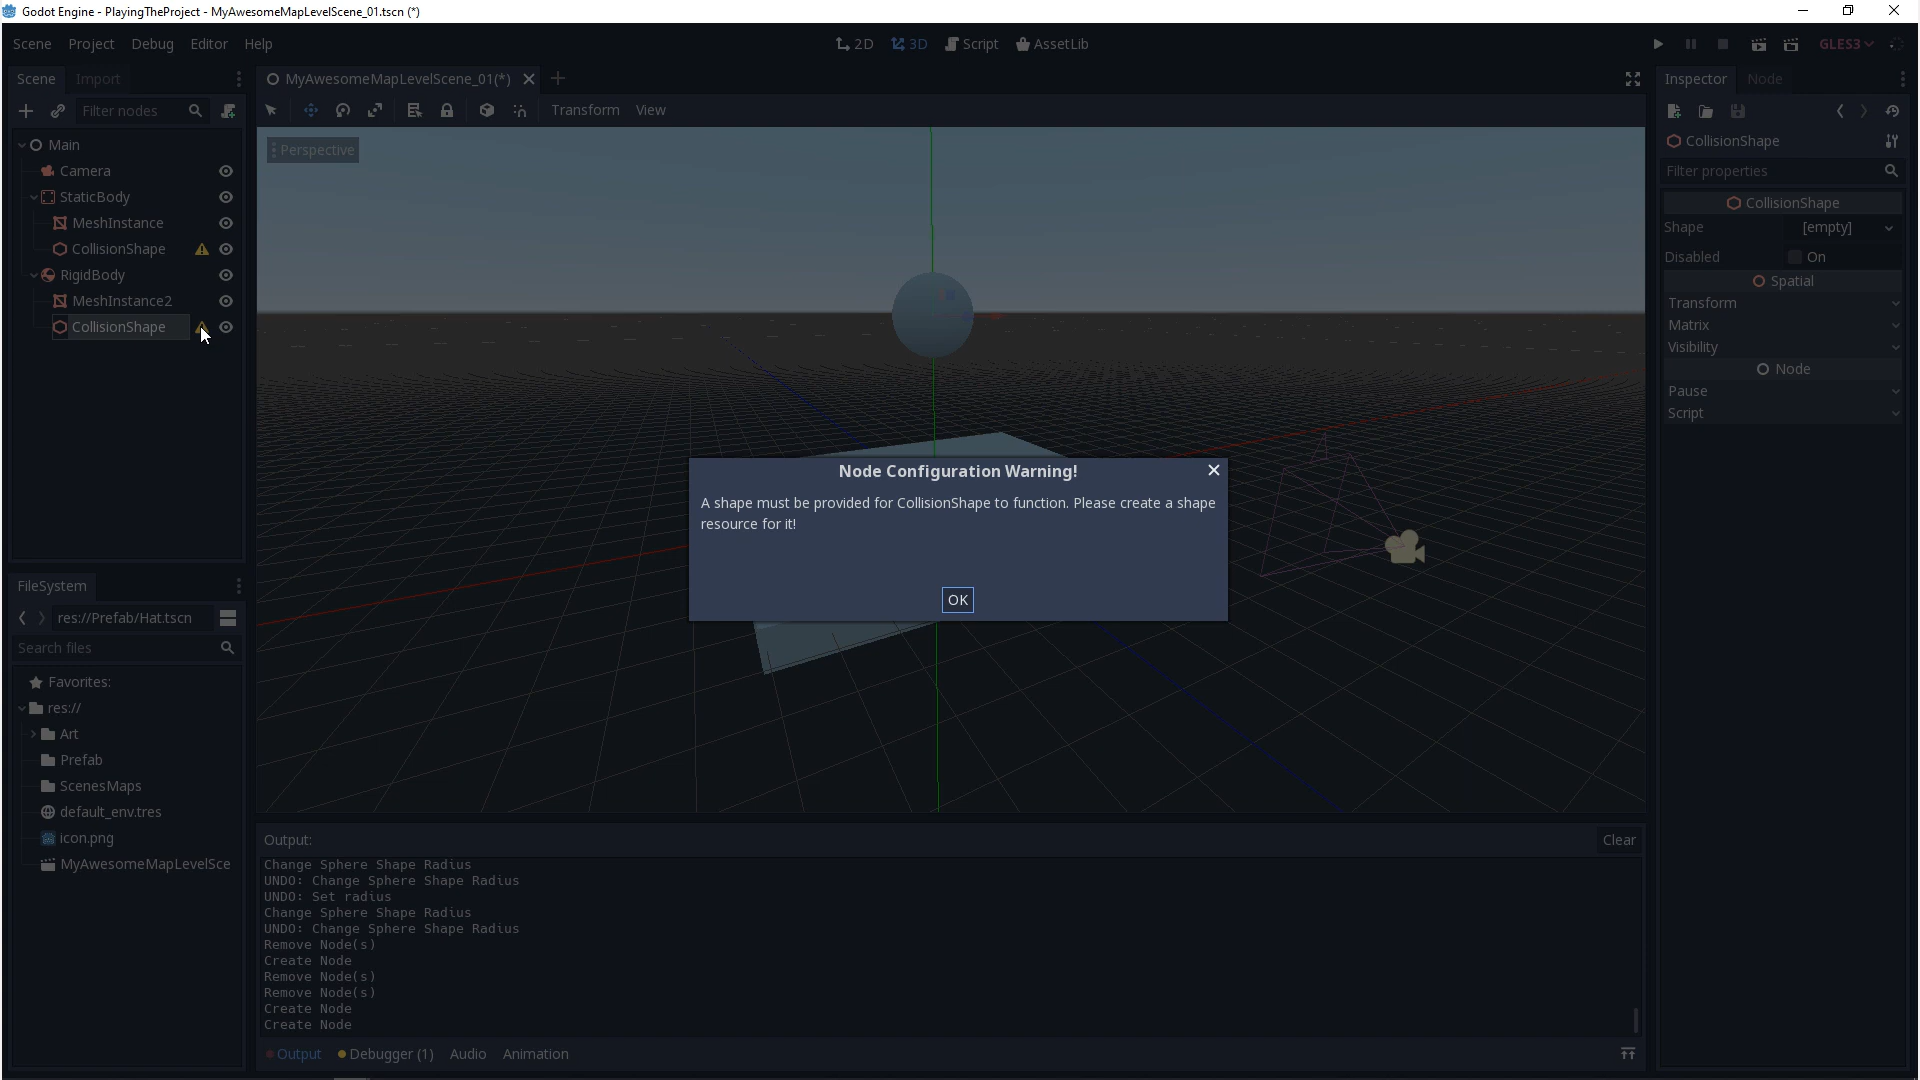 Godot Engine - PlayingTheProject - MyAwesomeMapLevelScene_01.tscn (*)
Scene Project Debug Editor Help
2D 3D Script AssetLib
GLES3
Scene Import
MyAwesomeMapLevelScene_01(*)
Inspector Node
Filter nodes
Transform View
Perspective
Main
Camera
StaticBody
MeshInstance
CollisionShape
RigidBody
MeshInstance2
CollisionShape
CollisionShape
Filter properties
CollisionShape
Shape [empty]
Disabled On
Spatial
Transform
Matrix
Visibility
Node
Pause
Script
Node Configuration Warning!
A shape must be provided for CollisionShape to function. Please create a shape
resource for it!
OK
FileSystem
res://Prefab/Hat.tscn
Search files
Favorites:
res://
Art
Prefab
ScenesMaps
default_env.tres
icon.png
MyAwesomeMapLevelSce
Output:
Clear
Change Sphere Shape Radius
UNDO: Change Sphere Shape Radius
UNDO: Set radius
Change Sphere Shape Radius
UNDO: Change Sphere Shape Radius
Remove Node(s)
Create Node
Remove Node(s)
Remove Node(s)
Create Node
Create Node
Output Debugger (1) Audio Animation